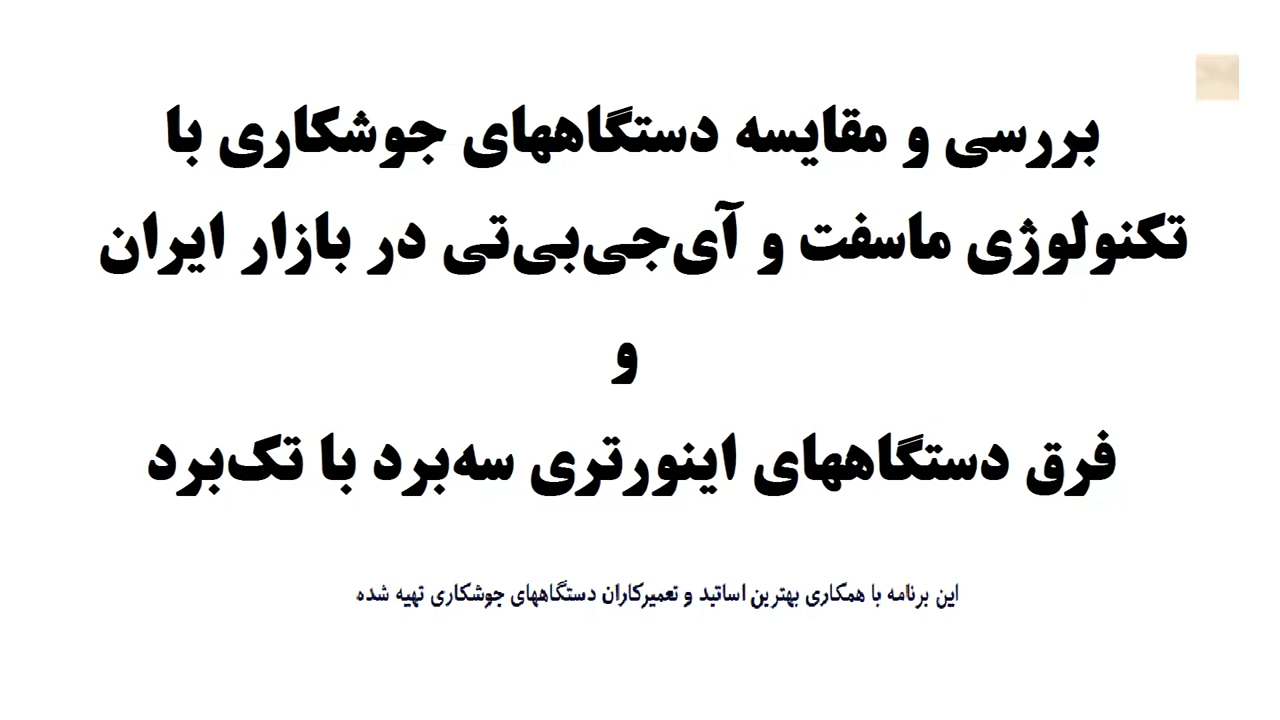 بررسی و مقایسه دستگاههای جوشکاری با
تکنولوژی ماسفت و آی‌جی‌بی‌تی در بازار ایران
و
فرق دستگاههای اینورتری سه‌برد با تک‌برد
این برنامه با همکاری بهترین اساتید و تعمیرکاران دستگاههای جوشکاری تهیه شده